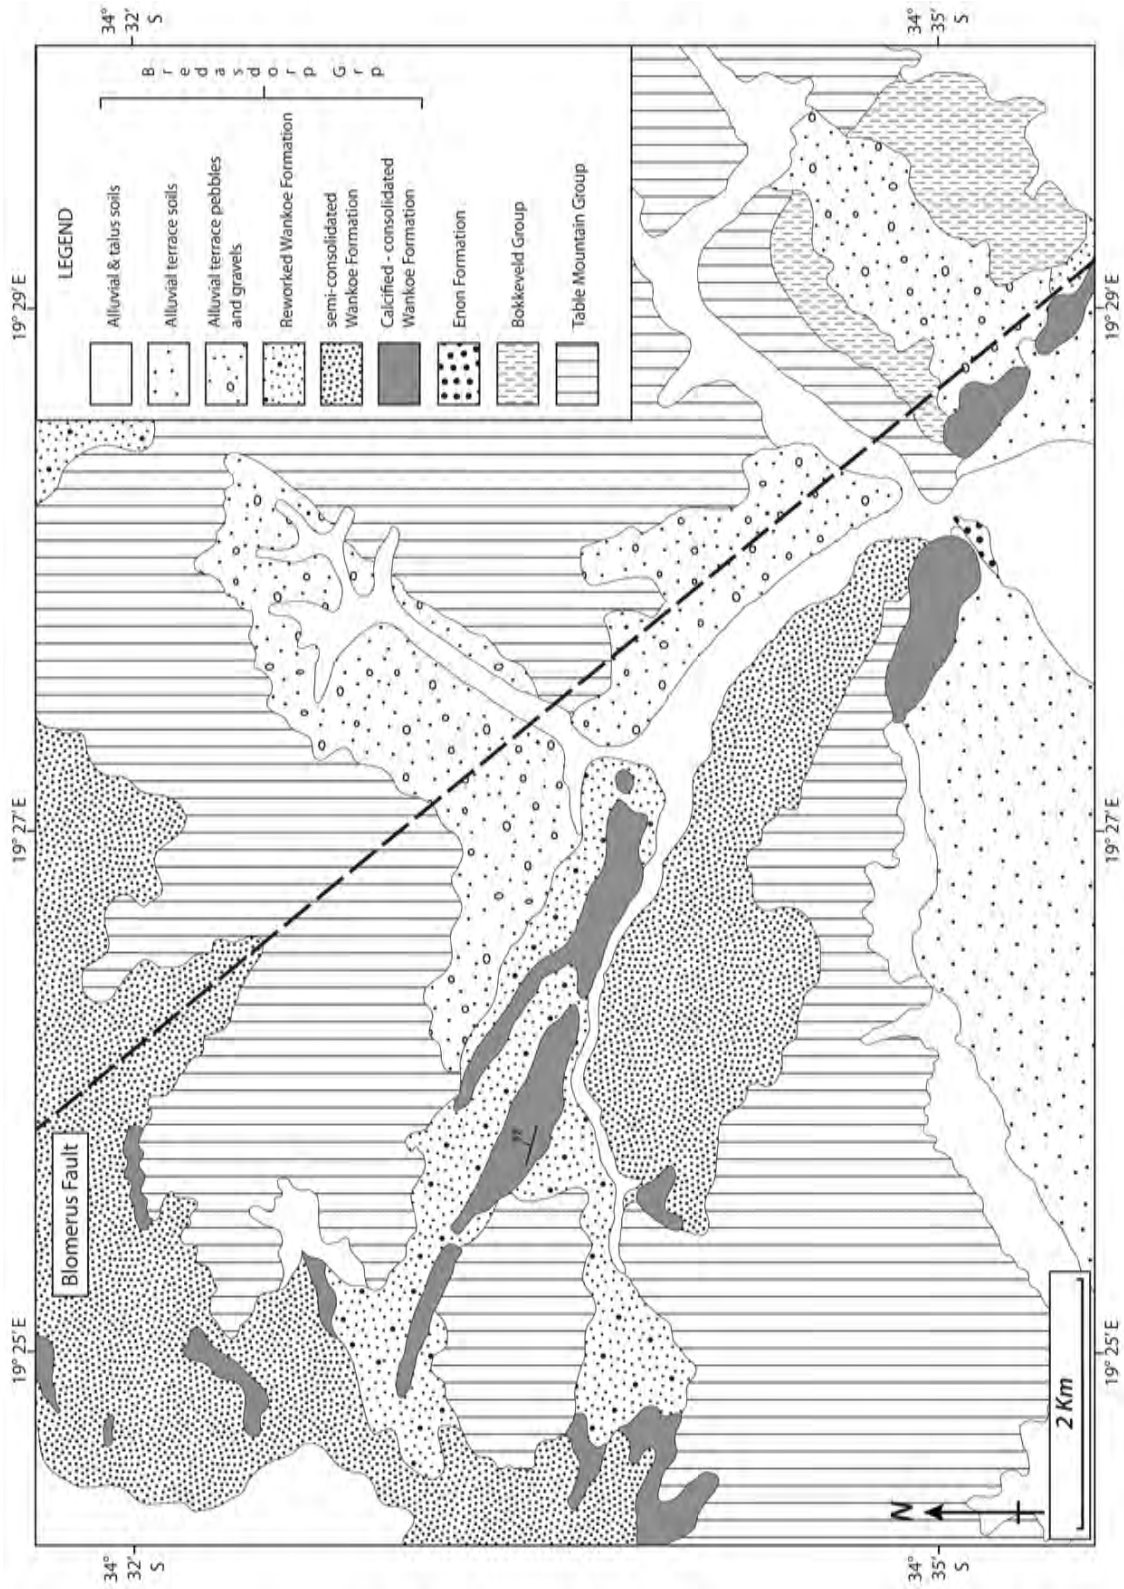 19° 25' E
19° 27' E
19° 29' E
34°
32'
S
34°
32'
S
Blomerus Fault
LEGEND
Alluvial & talus soils
Alluvial terrace soils
Alluvial terrace pebbles
and gravels
Reworked Wankoe Formation
semi-consolidated
Wankoe Formation
Calcified - consolidated
Wankoe Formation
Enon Formation
Bokkeveld Group
Table Mountain Group
Bredasdorp Grp
N
2 Km
34°
35'
S
34°
35'
S
19° 25' E
19° 27' E
19° 29' E